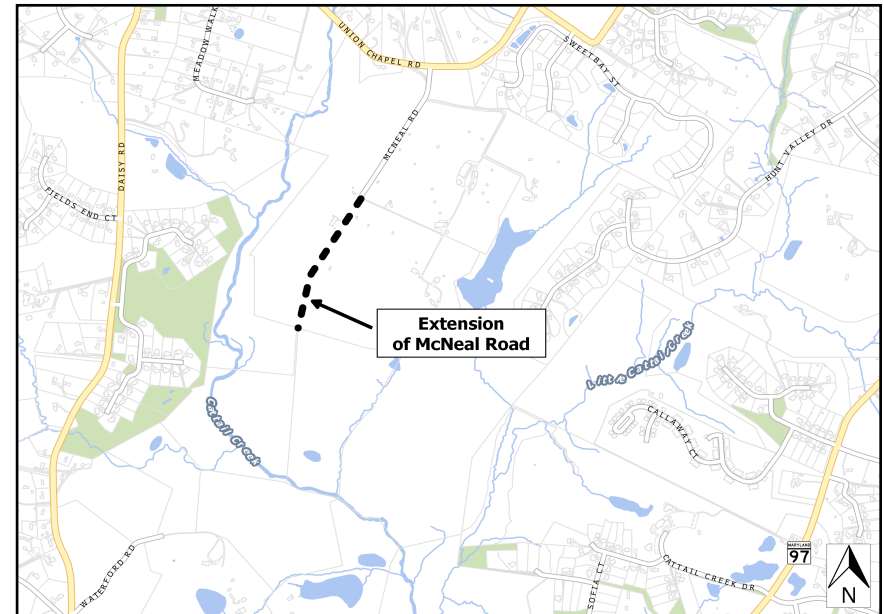 UNION CHAPEL RD
SWEETBAY ST
MEADOW WALK
MCNEAL RD
HUNT VALLEY DR
DAISY RD
FIELDS END CT
Extension
of McNeal Road
Little Cattail Creek
Cattail Creek
CALLAWAY CT
MARYLAND
97
WATERFORD RD
SOFIA CT
CATTAIL CREEK DR
N